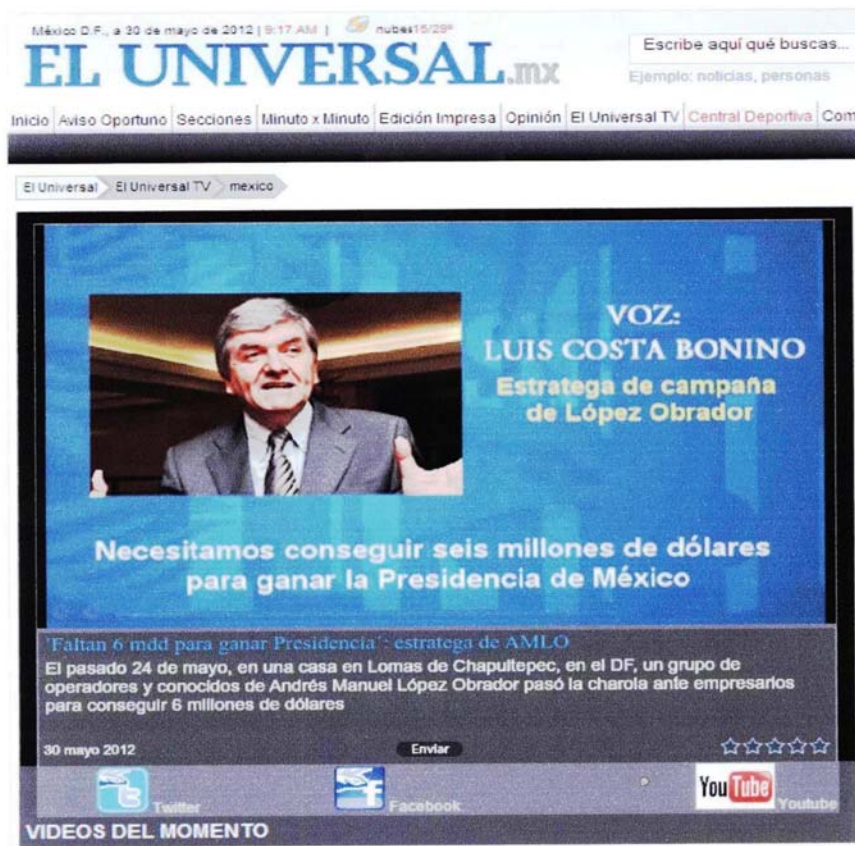 México D.F., a 30 de mayo de 2012 | 9:17 AM | nubes15/29º
EL UNIVERSAL.mx
Escribe aquí qué buscas...
Ejemplo: noticias, personas
Inicio Aviso Oportuno Secciones Minuto x Minuto Edición Impresa Opinión El Universal TV Central Deportiva Com
El Universal El Universal TV mexico
VOZ:
LUIS COSTA BONINO
Estratega de campaña
de López Obrador
Necesitamos conseguir seis millones de dólares
para ganar la Presidencia de México
'Faltan 6 mdd para ganar Presidencia': estratega de AMLO
El pasado 24 de mayo, en una casa en Lomas de Chapultepec, en el DF, un grupo de
operadores y conocidos de Andrés Manuel López Obrador pasó la charola ante empresarios
para conseguir 6 millones de dólares
30 mayo 2012 Enviar
Twitter Facebook YouTube Youtube
VIDEOS DEL MOMENTO